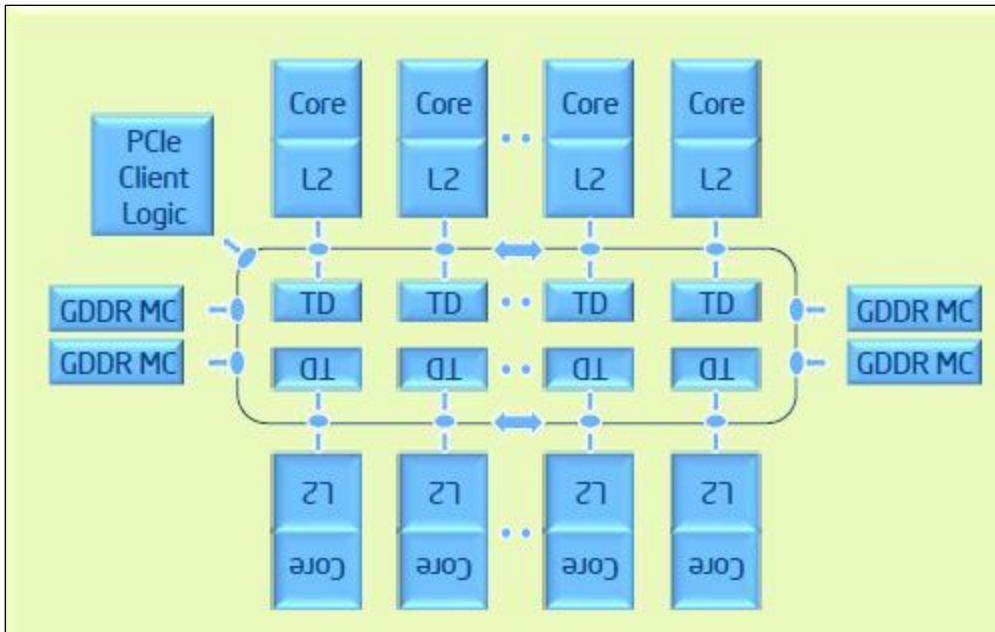 Core Core Core Core
PCIe
Client
Logic
L2 L2 L2 L2
GDDR MC TD TD TD TD GDDR MC
GDDR MC TD TD TD TD GDDR MC
L2 L2 L2 L2
Core Core Core Core